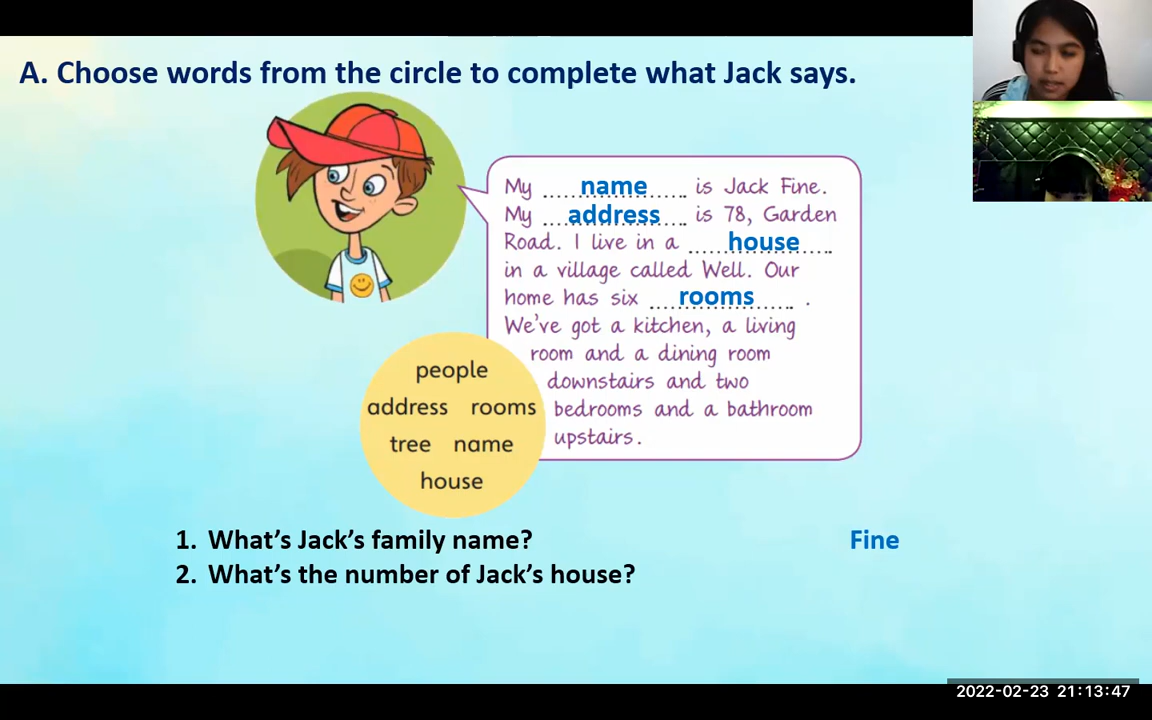 A. Choose words from the circle to complete what Jack says.
My name is Jack Fine.
My address is 78, Garden
Road. I live in a house
in a village called Well. Our
home has six rooms .
We've got a kitchen, a living
room and a dining room
downstairs and two
bedrooms and a bathroom
upstairs.
people
address rooms
tree name
house
1. What's Jack's family name? Fine
2. What's the number of Jack's house?
2022-02-23 21:13:47